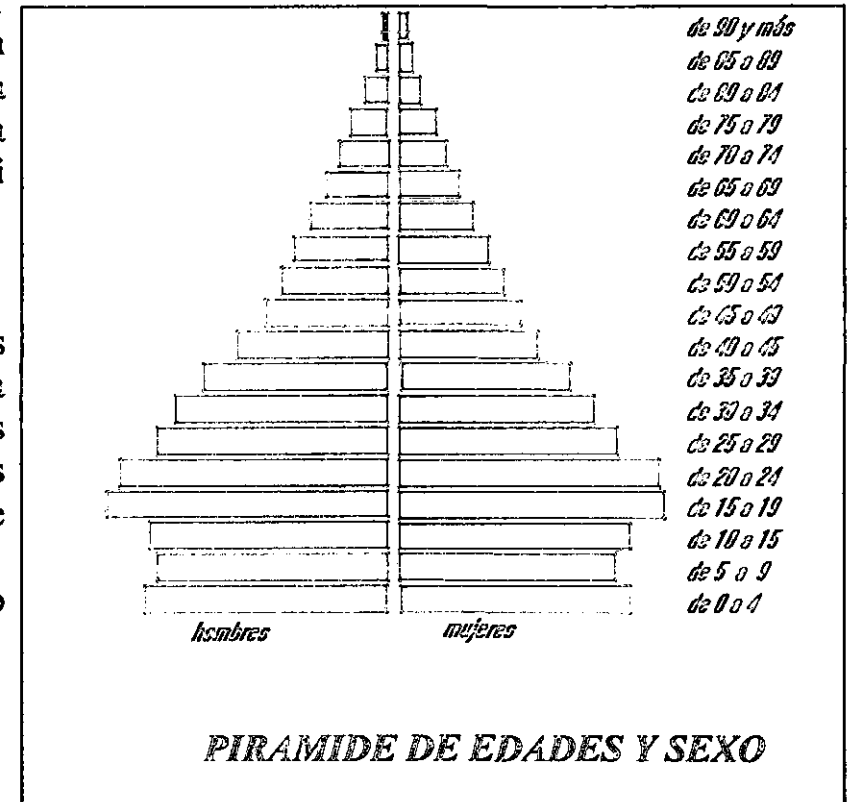 de 90 y más
de 85 a 89
de 80 a 84
de 75 a 79
de 70 a 74
de 65 a 69
de 60 a 64
de 55 a 59
de 50 a 54
de 45 a 49
de 40 a 45
de 35 a 39
de 30 a 34
de 25 a 29
de 20 a 24
de 15 a 19
de 10 a 15
de 5 a 9
de 0 a 4
hombres mujeres
PIRAMIDE DE EDADES Y SEXO